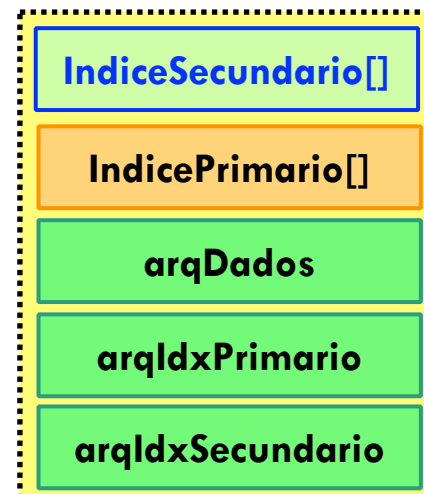 IndiceSecundario[]
IndicePrimario[]
arqDados
arqIdxPrimario
arqIdxSecundario